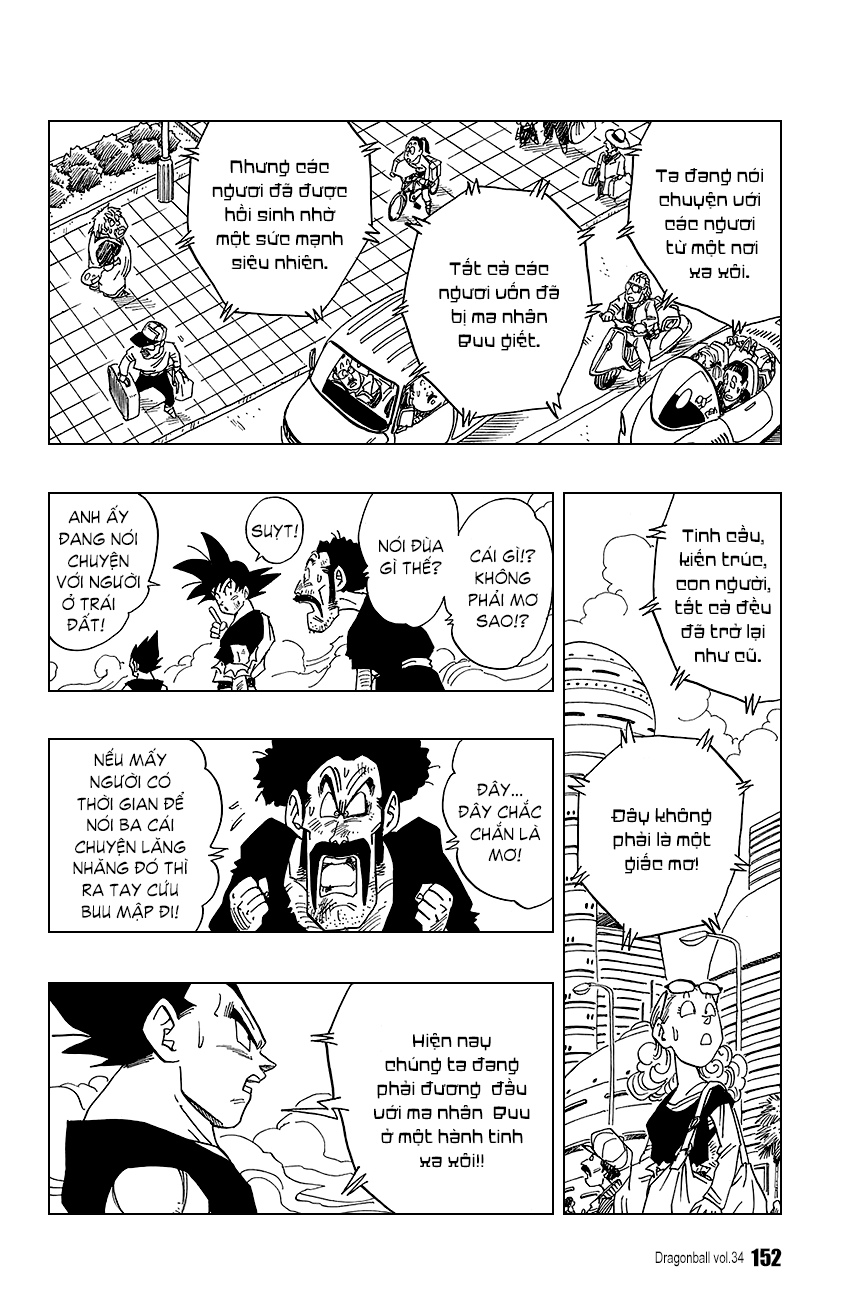 Ta đang nói
chuyện với
các ngươi
từ một nơi
xa xôi.
Tất cả các
ngươi vốn đã
bị ma nhân
Buu giết.
Nhưng các
ngươi đã được
hồi sinh nhờ
một sức mạnh
siêu nhiên.
Tinh cầu,
kiến trúc,
con người,
tất cả đều
đã trở lại
như cũ.
Đây không
phải là một
giấc mơ!
CÁI GÌ!?
KHÔNG
PHẢI MƠ
SAO!?
NÓI ĐÙA
GÌ THẾ?
SUYT!
ANH ẤY
ĐANG NÓI
CHUYỆN
VỚI NGƯỜI
Ở TRÁI
ĐẤT!
ĐÂY...
ĐÂY CHẮC
CHẮN LÀ
MƠ!
NẾU MẤY
NGƯỜI CÓ
THỜI GIAN ĐỂ
NÓI BA CÁI
CHUYỆN LĂNG
NHĂNG ĐÓ THÌ
RA TAY CỨU
BUU MẬP ĐI!
Hiện nay
chúng ta đang
phải đương đầu
với ma nhân Buu
ở một hành tinh
xa xôi!!
Dragonball vol.34 152